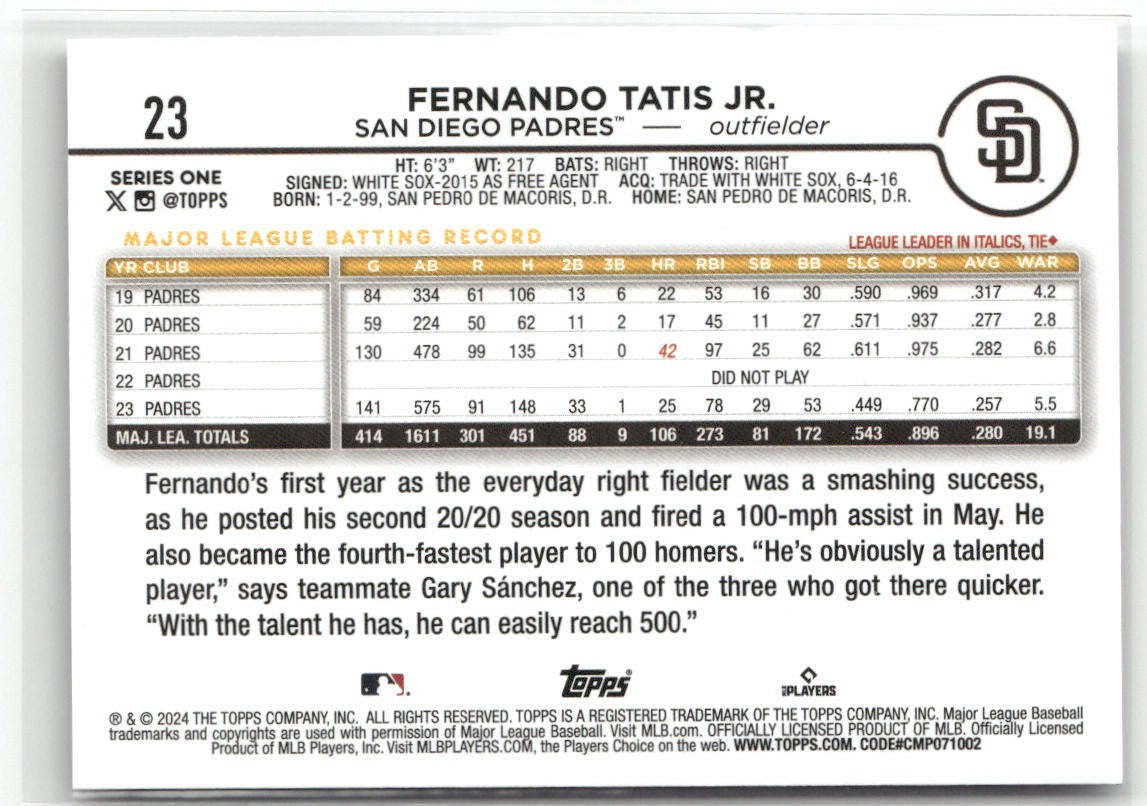 23
FERNANDO TATIS JR.
SAN DIEGO PADRES™ — outfielder
SD
SERIES ONE
X @TOPPS
HT: 6'3" WT: 217 BATS: RIGHT THROWS: RIGHT
SIGNED: WHITE SOX-2015 AS FREE AGENT ACQ: TRADE WITH WHITE SOX, 6-4-16
BORN: 1-2-99, SAN PEDRO DE MACORIS, D.R. HOME: SAN PEDRO DE MACORIS, D.R.
MAJOR LEAGUE BATTING RECORD
LEAGUE LEADER IN ITALICS, TIE♦
YR CLUB G AB R H 2B 3B HR RBI SB BB SLG OPS AVG WAR
19 PADRES 84 334 61 106 13 6 22 53 16 30 .590 .969 .317 4.2
20 PADRES 59 224 50 62 11 2 17 45 11 27 .571 .937 .277 2.8
21 PADRES 130 478 99 135 31 0 42 97 25 62 .611 .975 .282 6.6
22 PADRES DID NOT PLAY
23 PADRES 141 575 91 148 33 1 25 78 29 53 .449 .770 .257 5.5
MAJ. LEA. TOTALS 414 1611 301 451 88 9 106 273 81 172 .543 .896 .280 19.1
Fernando's first year as the everyday right fielder was a smashing success,
as he posted his second 20/20 season and fired a 100-mph assist in May. He
also became the fourth-fastest player to 100 homers. “He's obviously a talented
player,” says teammate Gary Sánchez, one of the three who got there quicker.
“With the talent he has, he can easily reach 500.”
Topps®
MLB PLAYERS
® & © 2024 THE TOPPS COMPANY, INC. ALL RIGHTS RESERVED. TOPPS IS A REGISTERED TRADEMARK OF THE TOPPS COMPANY, INC. Major League Baseball
trademarks and copyrights are used with permission of Major League Baseball. Visit MLB.com. OFFICIALLY LICENSED PRODUCT OF MLB. Officially Licensed
Product of MLB Players, Inc. Visit MLBPLAYERS.COM, the Players Choice on the web. WWW.TOPPS.COM. CODE#CMP071002